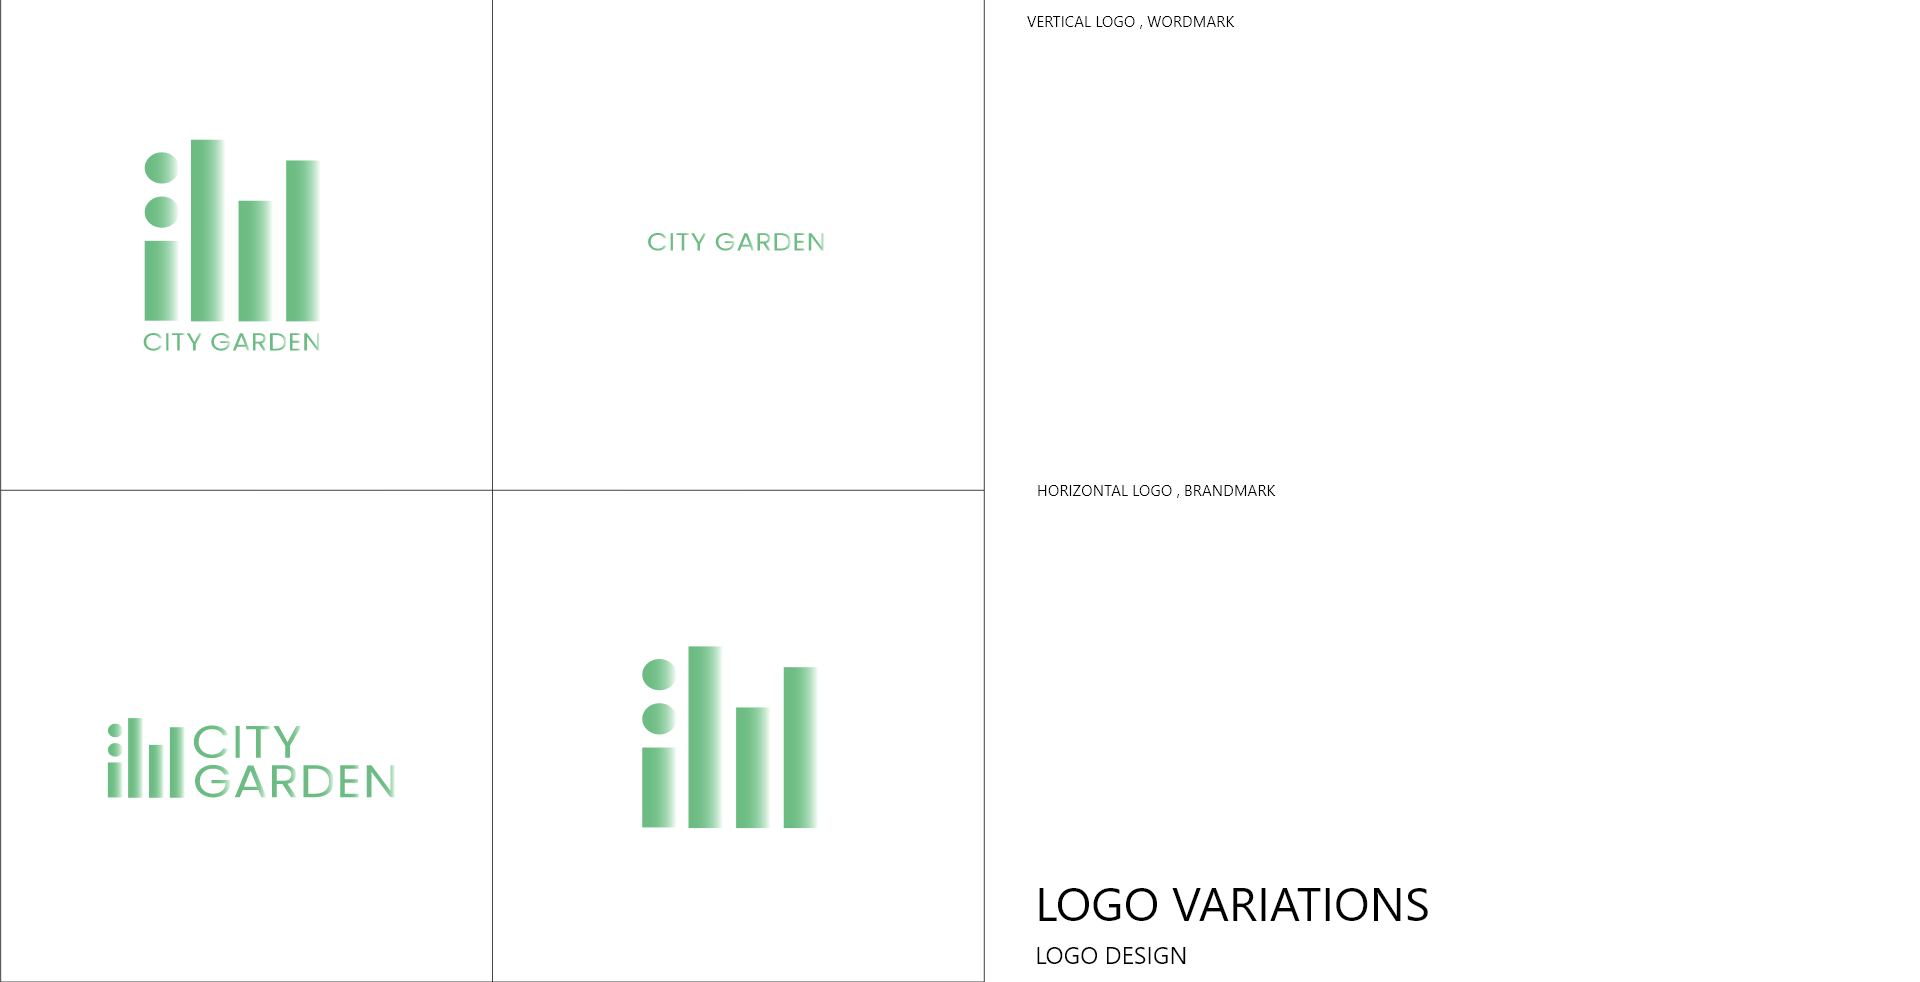 CITY GARDEN
CITY GARDEN
CITY
GARDEN
VERTICAL LOGO , WORDMARK
HORIZONTAL LOGO , BRANDMARK
LOGO VARIATIONS
LOGO DESIGN